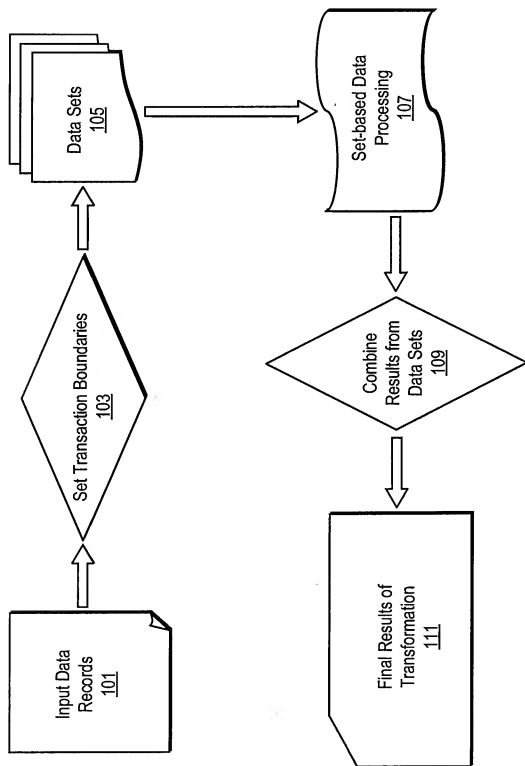 Input Data
Records
101
Set Transaction Boundaries
103
Data Sets
105
Set-based Data
Processing
107
Combine
Results from
Data Sets
109
Final Results of
Transformation
111